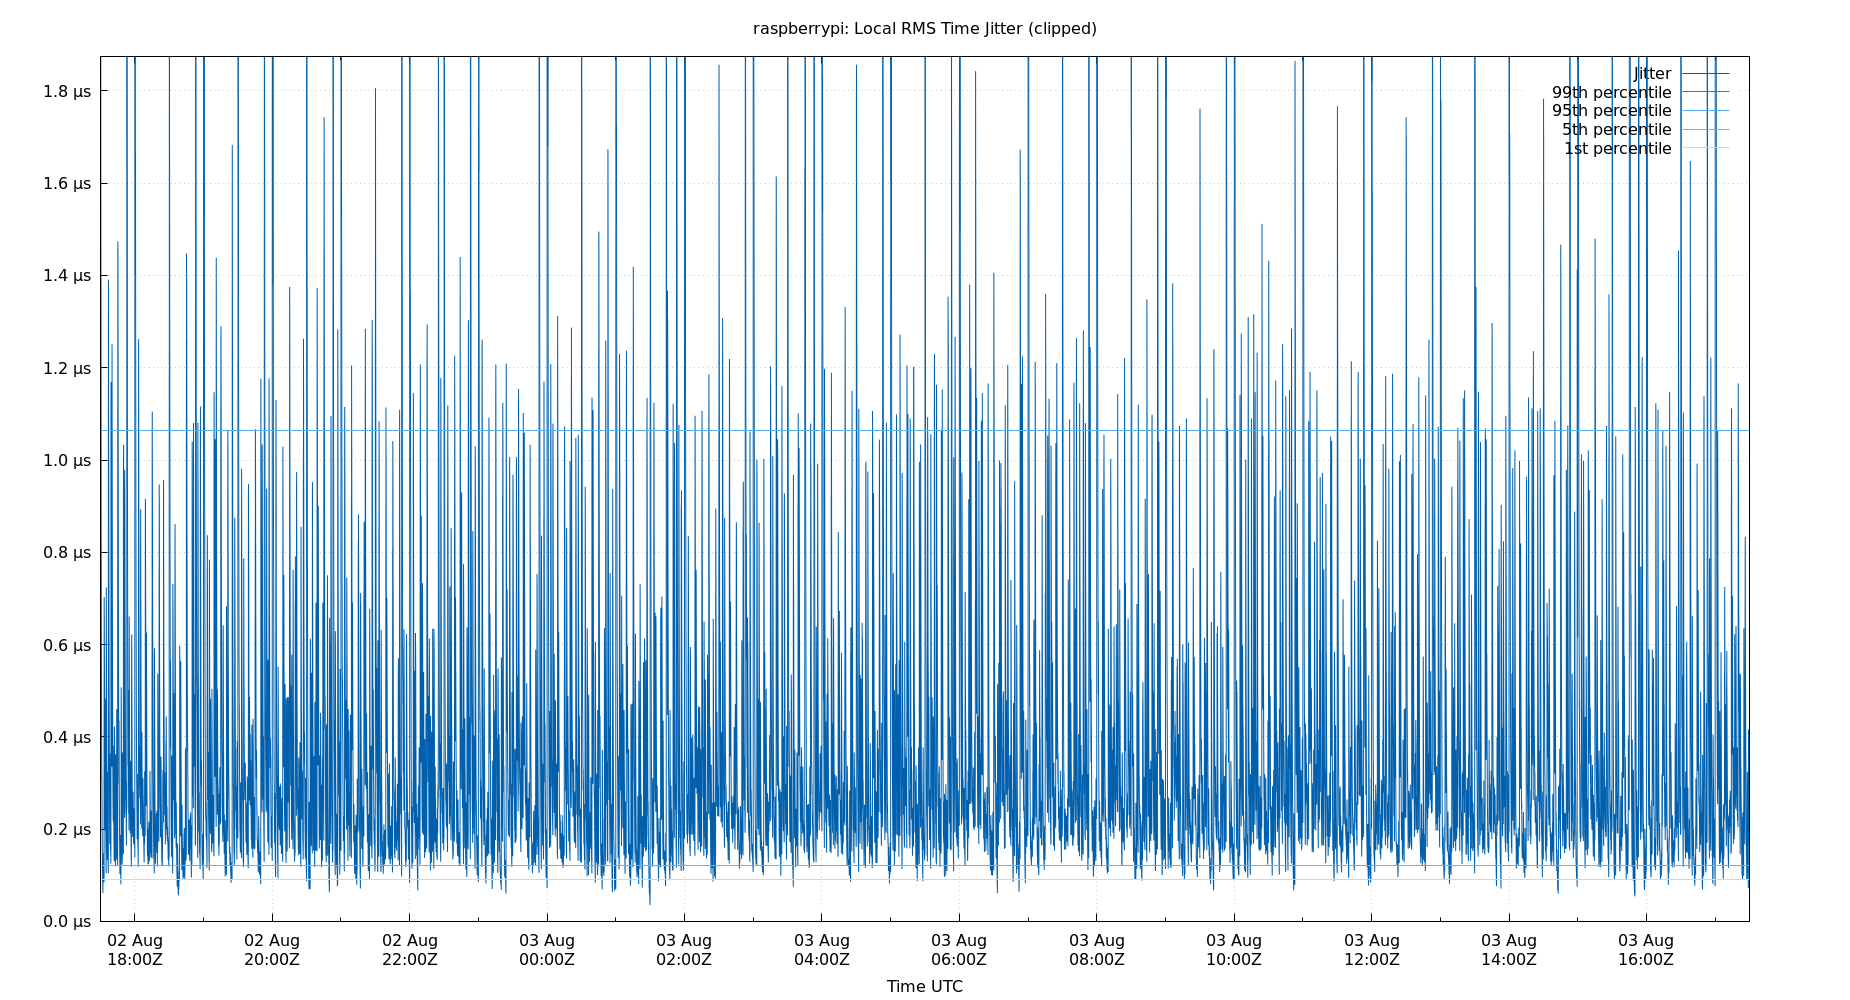 raspberrypi: Local RMS Time Jitter (clipped)
Jitter
99th percentile
95th percentile
5th percentile
1st percentile
1.8 µs
1.6 µs
1.4 µs
1.2 µs
1.0 µs
0.8 µs
0.6 µs
0.4 µs
0.2 µs
0.0 µs
02 Aug 02 Aug 02 Aug 03 Aug 03 Aug 03 Aug 03 Aug 03 Aug 03 Aug 03 Aug 03 Aug 03 Aug
18:00Z 20:00Z 22:00Z 00:00Z 02:00Z 04:00Z 06:00Z 08:00Z 10:00Z 12:00Z 14:00Z 16:00Z
Time UTC